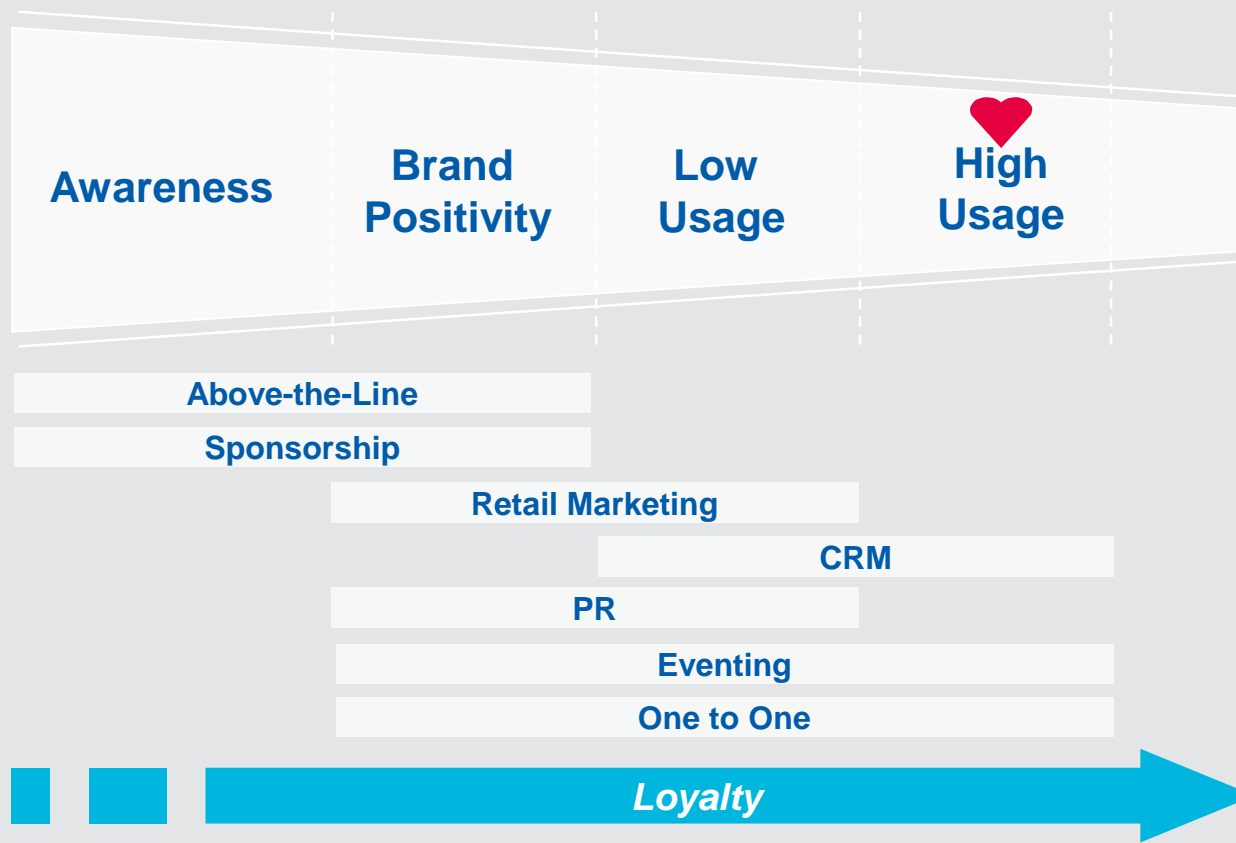 Awareness
Brand
Positivity
Low
Usage
High
Usage
Above-the-Line
Sponsorship
Retail Marketing
CRM
PR
Eventing
One to One
Loyalty